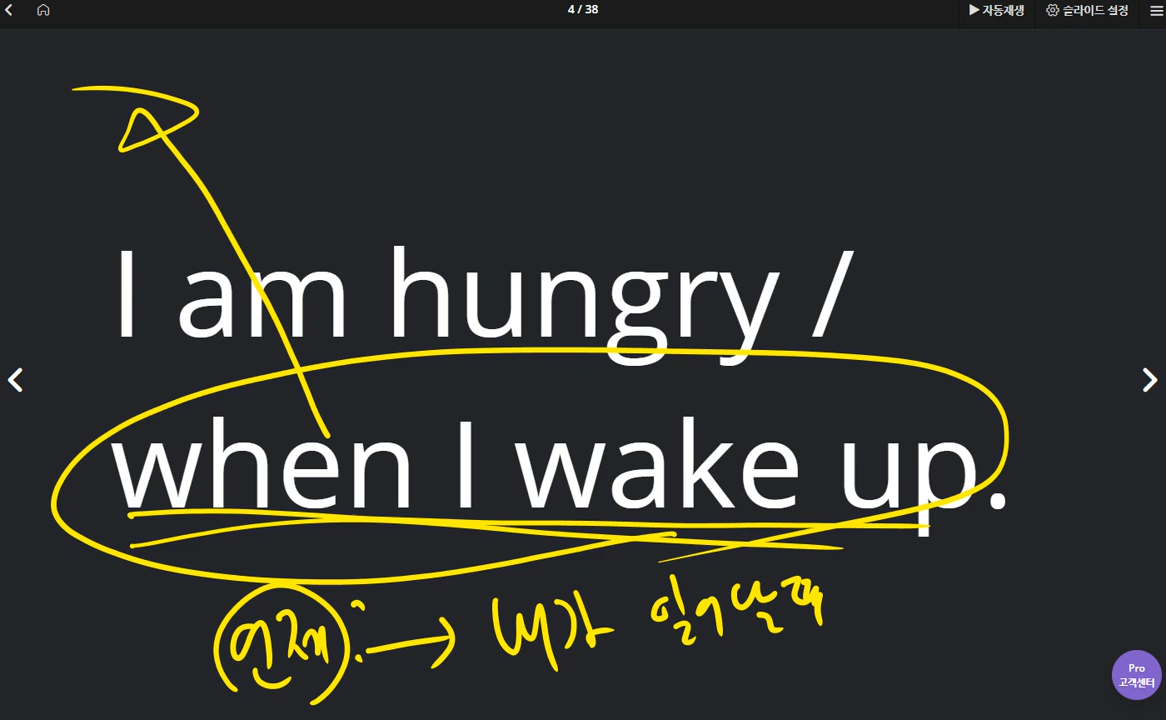 4 / 38
자동재생
슬라이드 설정
I am hungry /
when I wake up.
언제: → 내가 일어날 때
Pro
고객센터